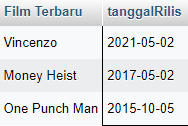 Film Terbaru tanggalRilis
Vincenzo 2021-05-02
Money Heist 2017-05-02
One Punch Man 2015-10-05